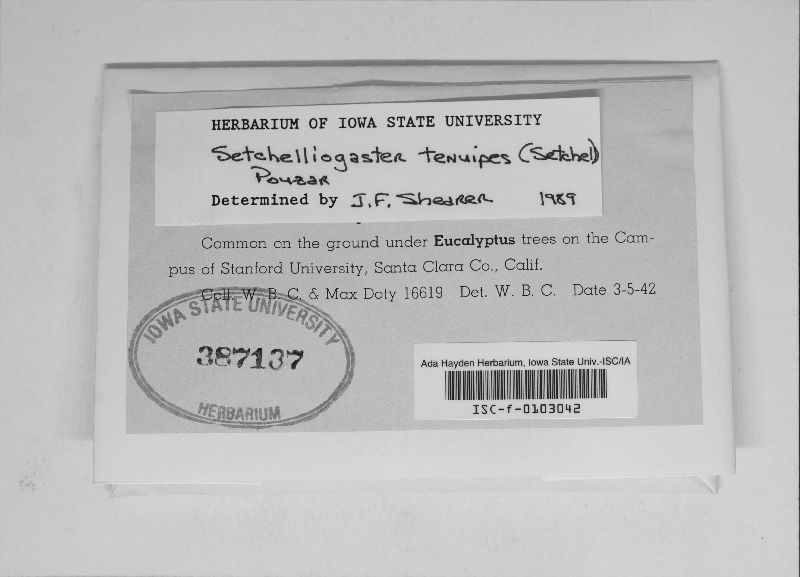 HERBARIUM OF IOWA STATE UNIVERSITY
Setchelliogaster tenuipes (Setchel)
Pouzar
Determined by J.F. Shearer 1989
Common on the ground under Eucalyptus trees on the Cam-
pus of Stanford University, Santa Clara Co., Calif.
Coll. W. B. C. & Max Doty 16619 Det. W. B. C. Date 3-5-42
IOWA STATE UNIVERSITY
387137
HERBARIUM
Ada Hayden Herbarium, Iowa State Univ.-ISC/IA
ISC-f-0103042